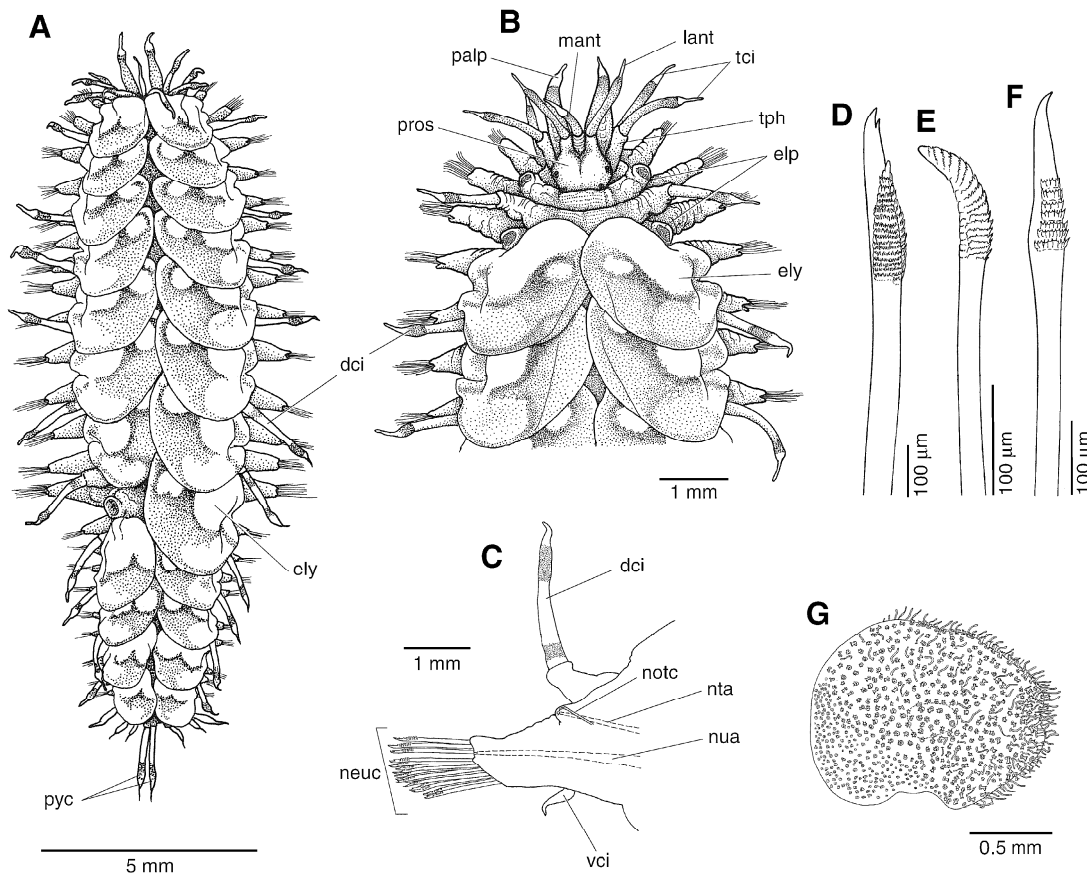 A
dci
ely
pyc
5 mm
B
palp
mant
lant
tci
pros
tph
elp
ely
1 mm
C
1 mm
dci
notc
nta
nua
neuc
vci
D
100 µm
E
100 µm
F
100 µm
G
0.5 mm